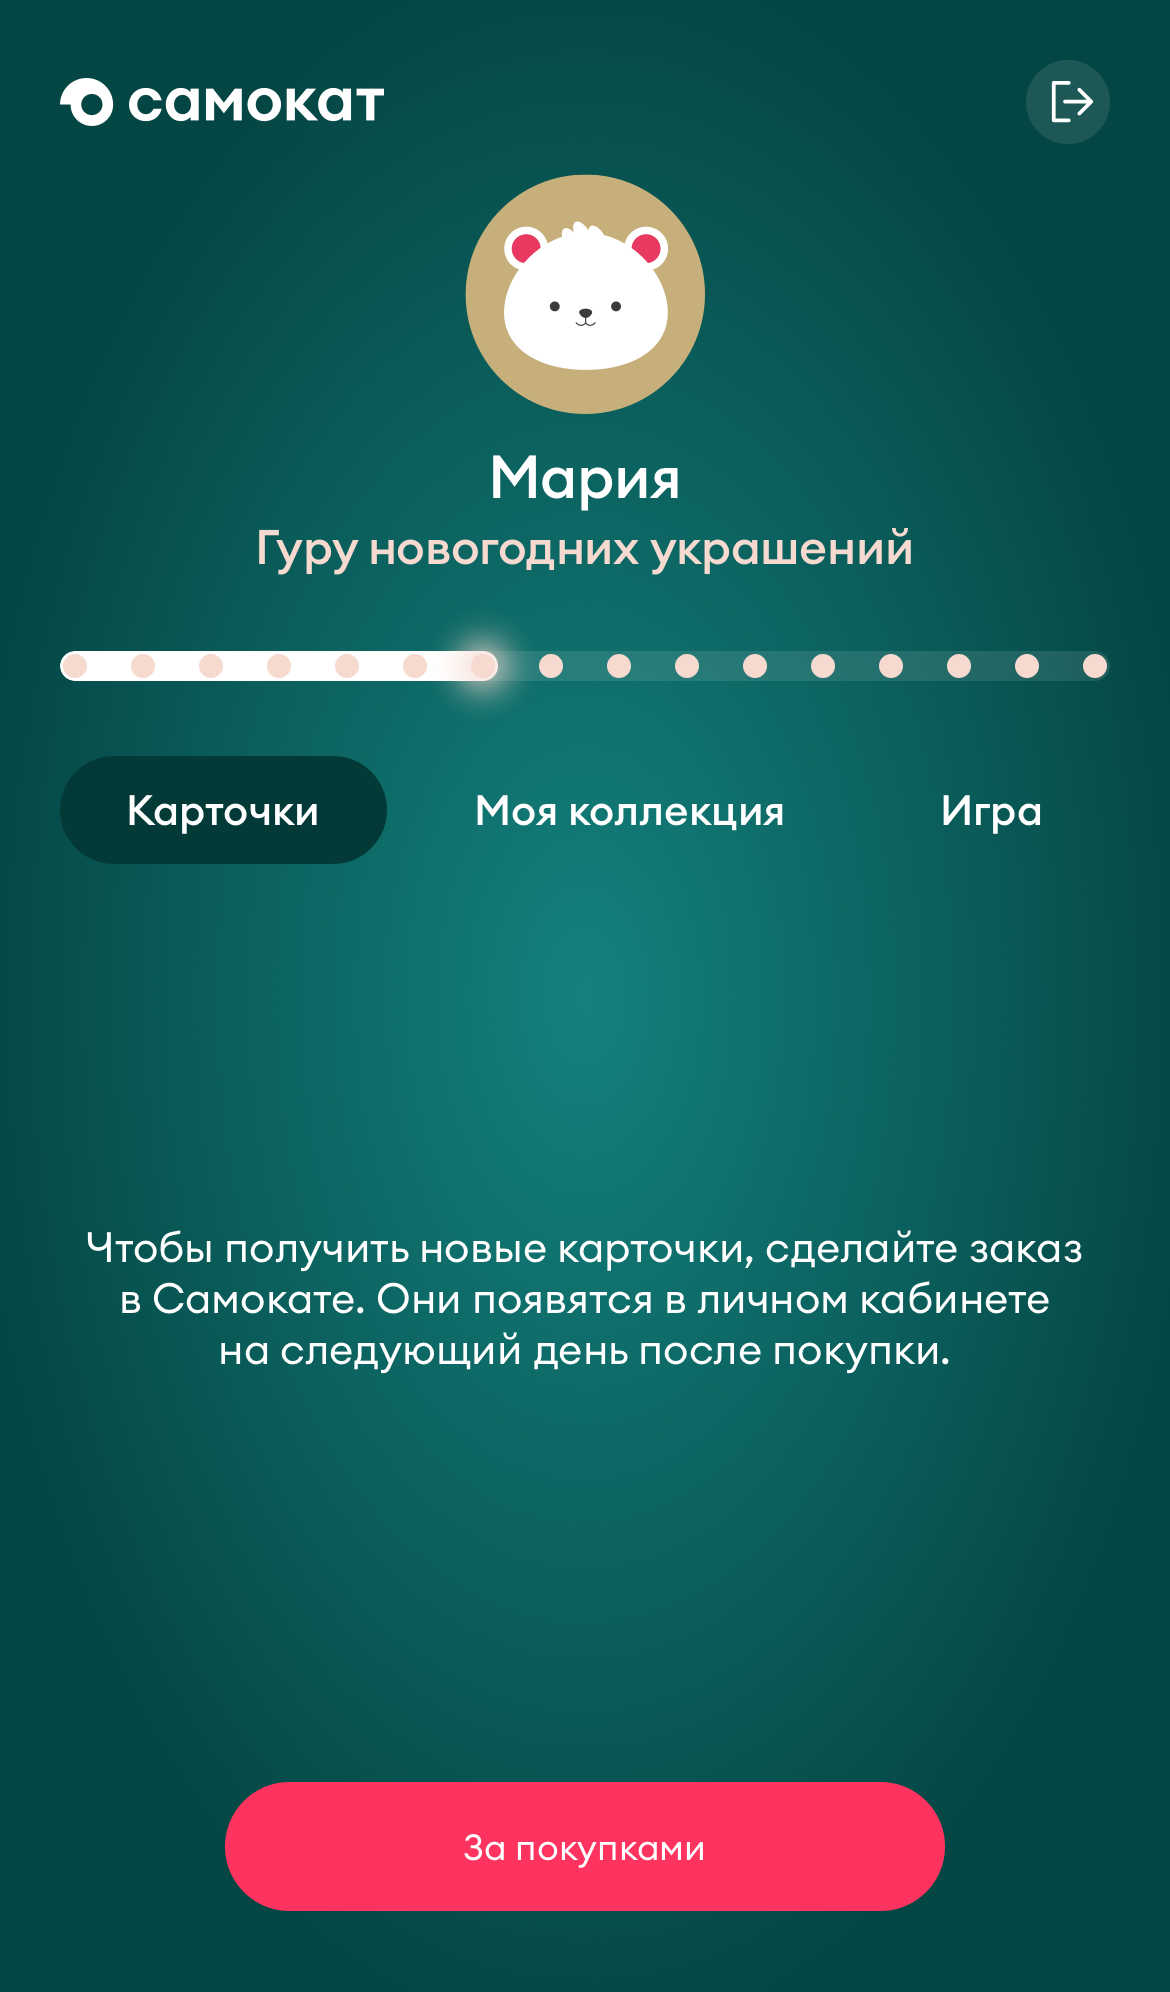 самокат
Мария
Гуру новогодних украшений
Карточки
Моя коллекция
Игра
Чтобы получить новые карточки, сделайте заказ
в Самокате. Они появятся в личном кабинете
на следующий день после покупки.
За покупками